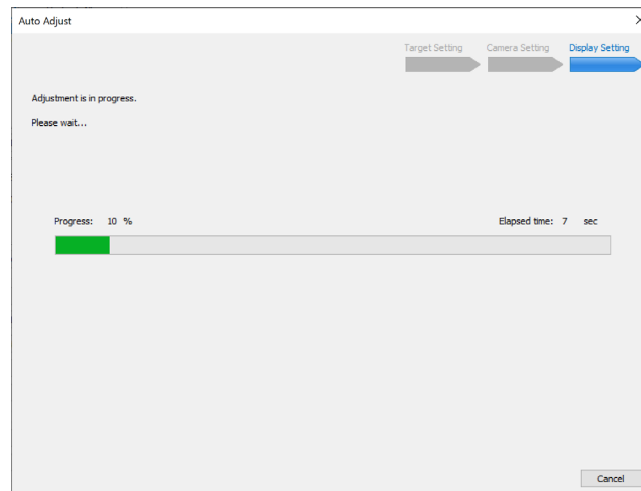 Auto Adjust
Target Setting
Camera Setting
Display Setting
Adjustment is in progress.
Please wait...
Progress: 10 %
Elapsed time: 7 sec
Cancel